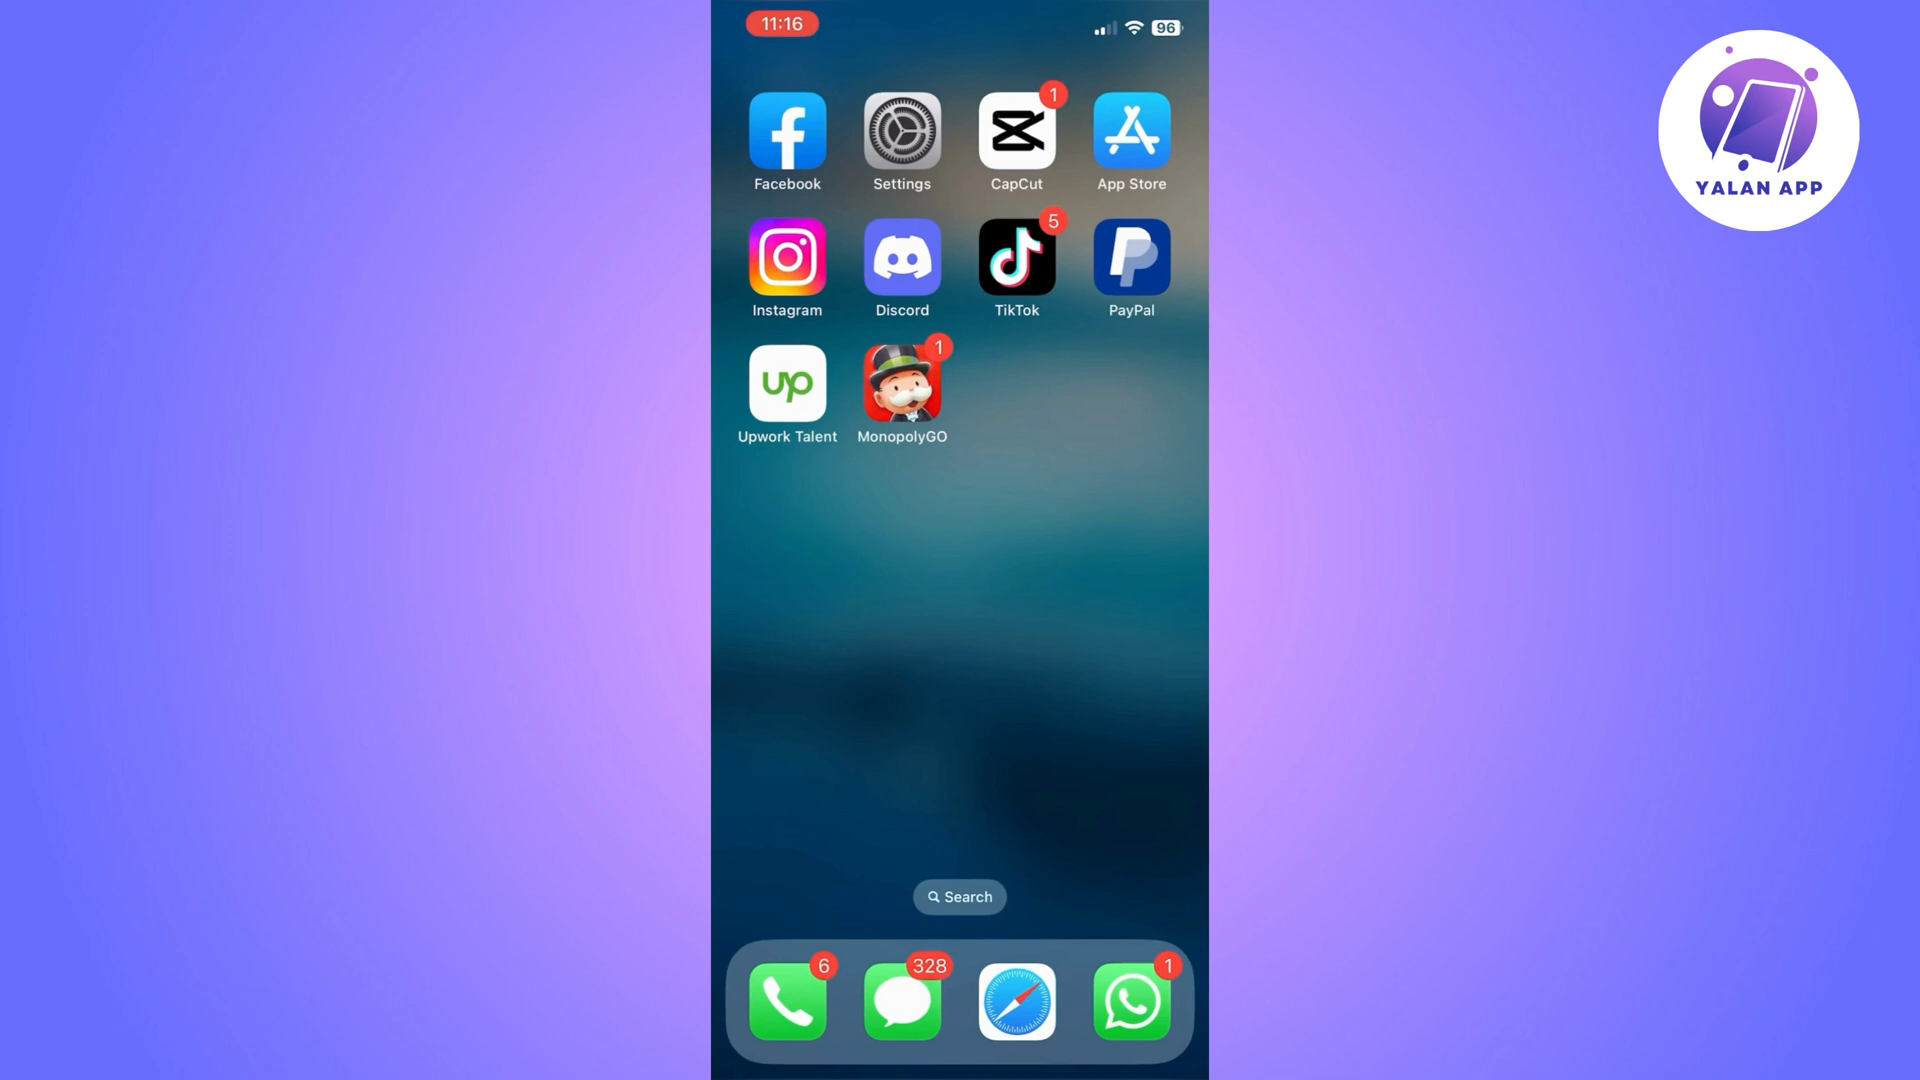 11:16
96
YALAN APP
1
Facebook
Settings
CapCut
App Store
5
Instagram
Discord
TikTok
PayPal
up
1
Upwork Talent
MonopolyGO
Search
6
328
1